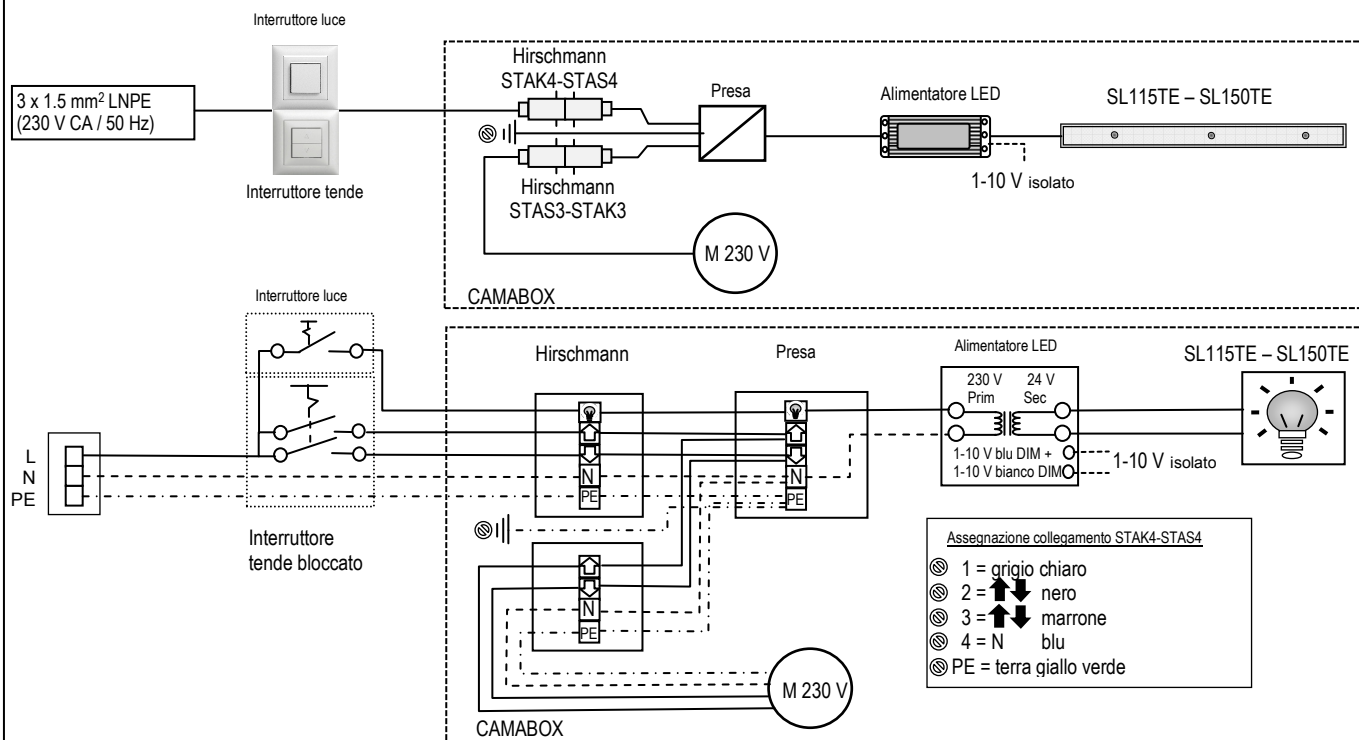 Interruttore luce
3 x 1.5 mm² LNPE
(230 V CA / 50 Hz)
Interruttore tende
Hirschmann
STAK4-STAS4
Presa
Alimentatore LED
SL115TE – SL150TE
1-10 V isolato
Hirschmann
STAS3-STAK3
M 230 V
CAMABOX
Interruttore luce
Hirschmann
Presa
Alimentatore LED
SL115TE – SL150TE
230 V 24 V
Prim Sec
1-10 V blu DIM +
1-10 V bianco DIM
1-10 V isolato
L
N
PE
N
PE
N
PE
Interruttore
tende bloccato
N
PE
M 230 V
CAMABOX
Assegnazione collegamento STAK4-STAS4
1 = grigio chiaro
2 = ⬆⬇ nero
3 = ⬆⬇ marrone
4 = N blu
PE = terra giallo verde